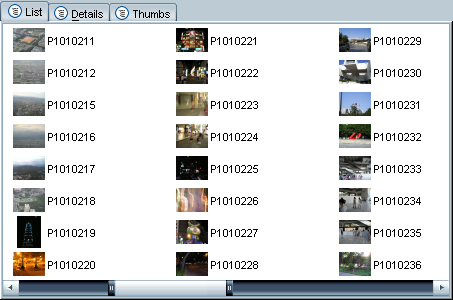 List Details Thumbs
P1010211 P1010221 P1010229
P1010212 P1010222 P1010230
P1010215 P1010223 P1010231
P1010216 P1010224 P1010232
P1010217 P1010225 P1010233
P1010218 P1010226 P1010234
P1010219 P1010227 P1010235
P1010220 P1010228 P1010236